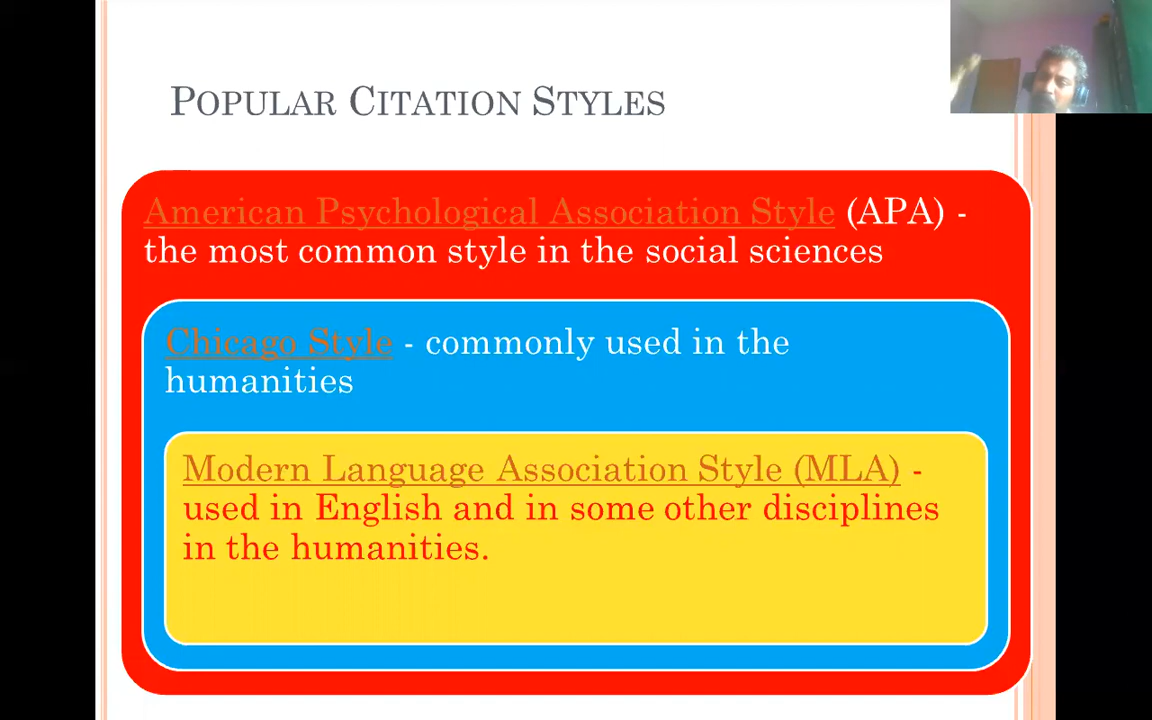 POPULAR CITATION STYLES
American Psychological Association Style (APA) -
the most common style in the social sciences
Chicago Style - commonly used in the
humanities
Modern Language Association Style (MLA) -
used in English and in some other disciplines
in the humanities.